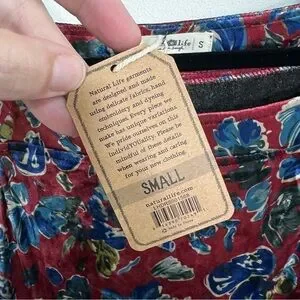 Natural Life garments
are designed and made
using delicate fabrics, hand
embroidery and dyeing
techniques. Every piece we
make has unique variations.
We pride ourselves on this
IndividYOUality. Please be
mindful of these details
when wearing and caring
for your new clothing.
SMALL
naturallife.com
life S